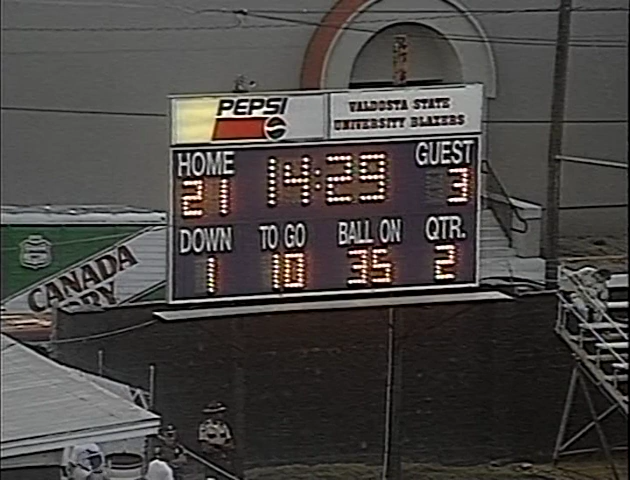 PEPSI
VALDOSTA STATE
UNIVERSITY BLAZERS
HOME 14:29 GUEST
21 3
DOWN TO GO BALL ON QTR.
1 10 35 2
CANADA
DRY